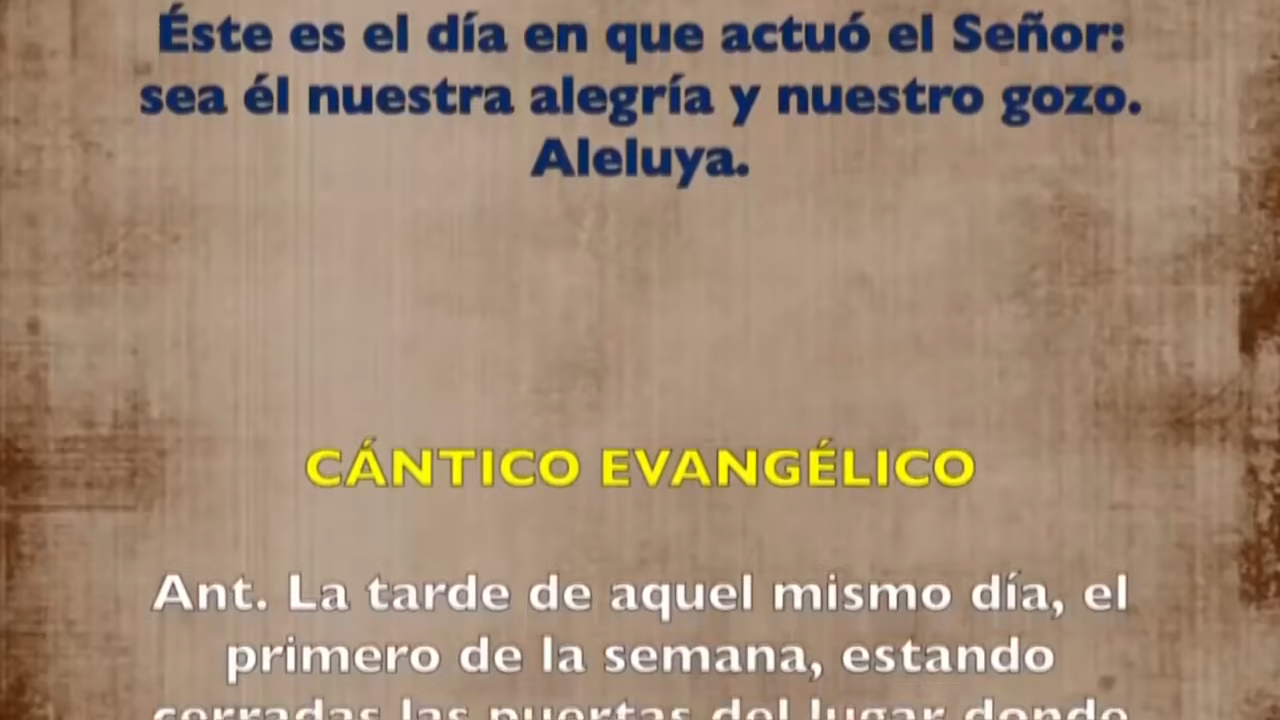 Éste es el día en que actuó el Señor:
sea él nuestra alegría y nuestro gozo.
Aleluya.
CÁNTICO EVANGÉLICO
Ant. La tarde de aquel mismo día, el
primero de la semana, estando
cerradas las puertas del lugar donde